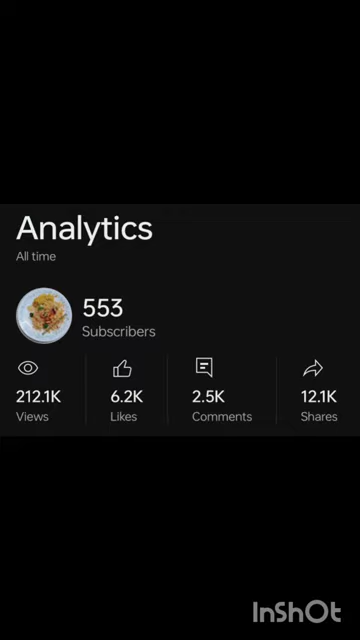 Analytics
All time
553
Subscribers
212.1K 6.2K 2.5K 12.1K
Views Likes Comments Shares
InShOt